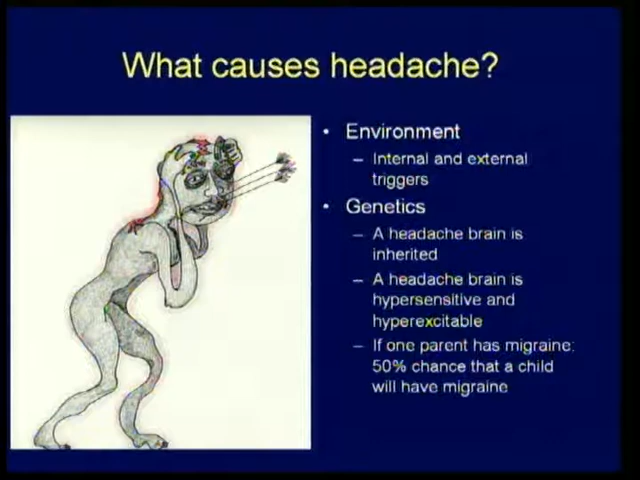 What causes headache?
• Environment
– Internal and external
triggers
• Genetics
– A headache brain is
inherited
– A headache brain is
hypersensitive and
hyperexcitable
– If one parent has migraine:
50% chance that a child
will have migraine